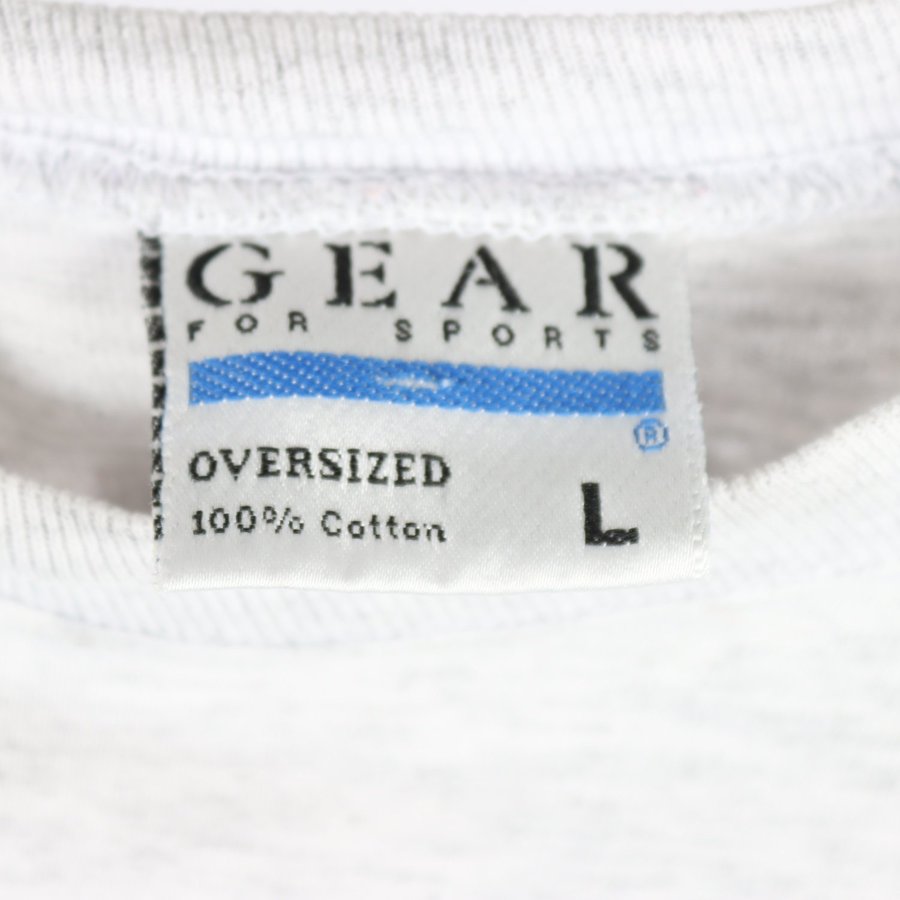 GEAR
FOR SPORTS
®
OVERSIZED
100% Cotton
L